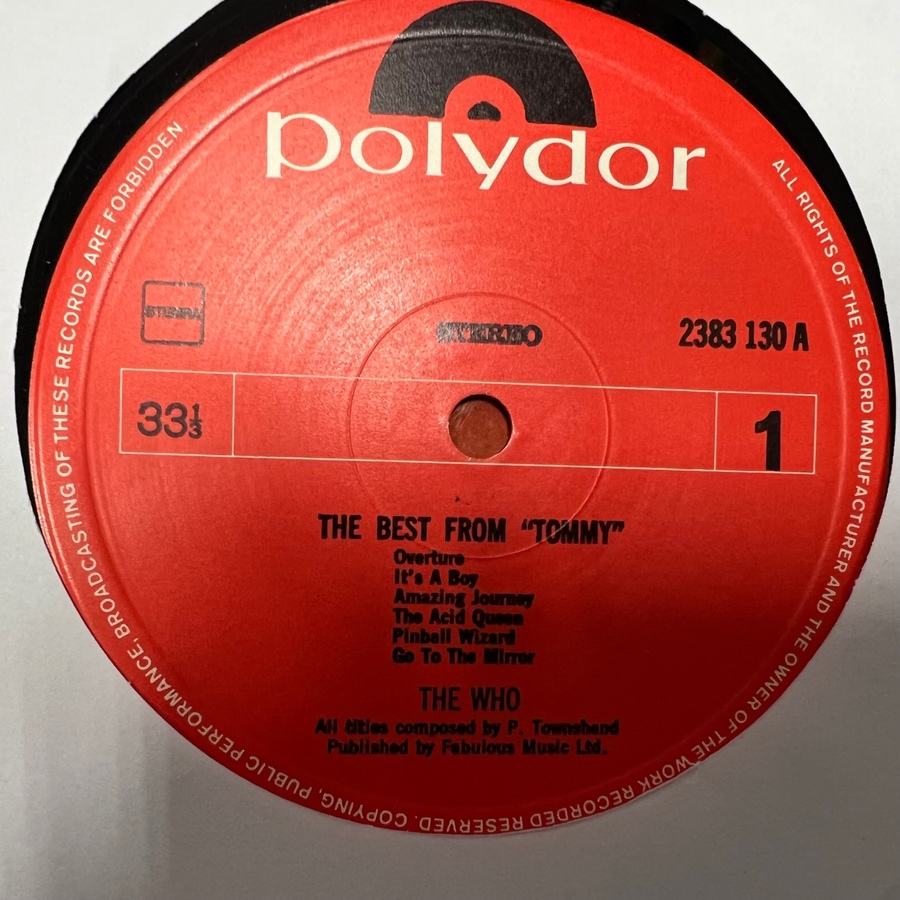 polydor
ALL RIGHTS OF THE RECORD MANUFACTURER AND THE OWNER OF THE WORK RECORDED RESERVED. COPYING, PUBLIC PERFORMANCE, BROADCASTING OF THESE RECORDS ARE FORBIDDEN
STEMRA
STEREO
2383 130 A
33⅓
1
THE BEST FROM "TOMMY"
Overture
It's A Boy
Amazing Journey
The Acid Queen
Pinball Wizard
Go To The Mirror
THE WHO
All titles composed by P. Townshend
Published by Fabulous Music Ltd.